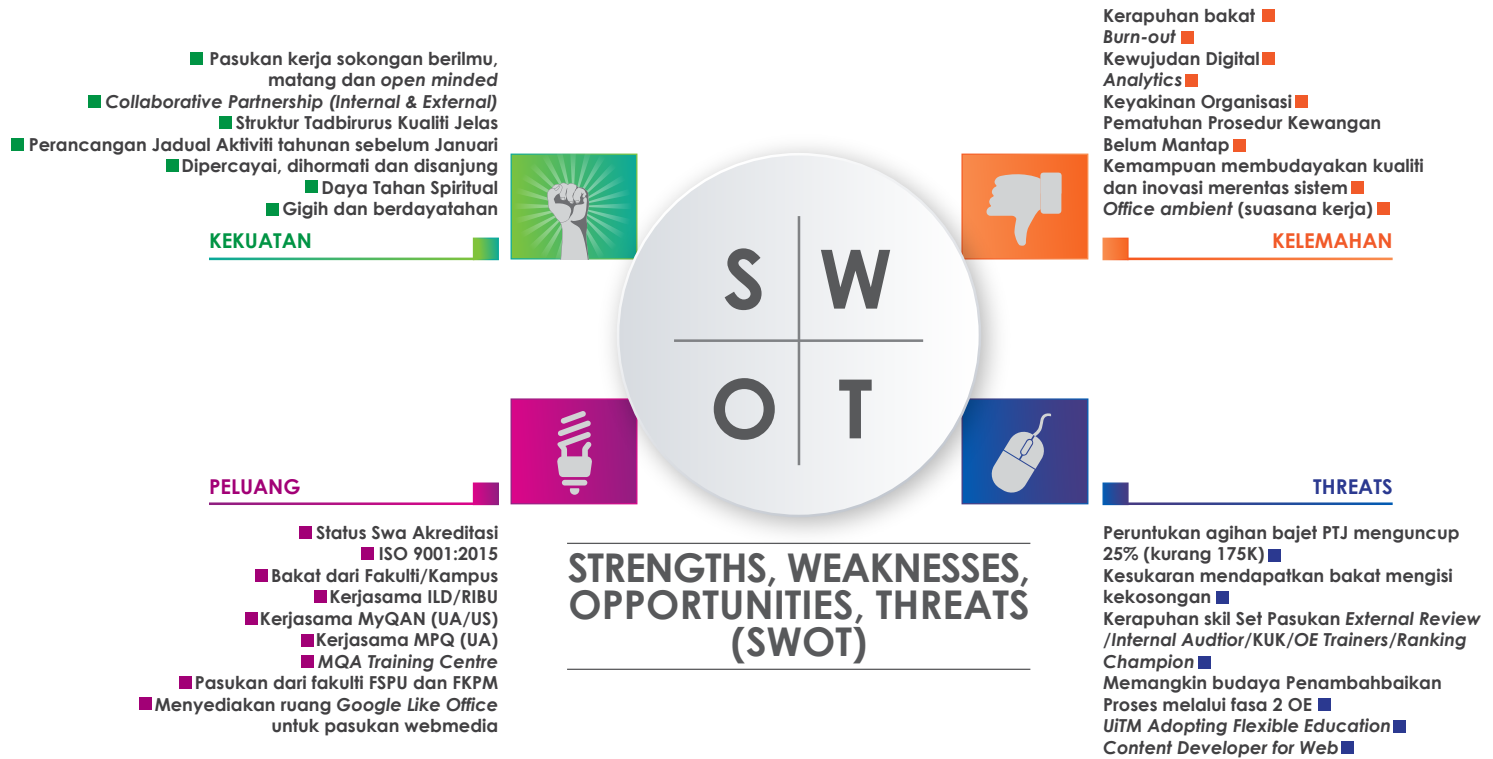 Pasukan kerja sokongan berilmu,
matang dan open minded
Collaborative Partnership (Internal & External)
Struktur Tadbirurus Kualiti Jelas
Perancangan Jadual Aktiviti tahunan sebelum Januari
Dipercayai, dihormati dan disanjung
Daya Tahan Spiritual
Gigih dan berdayatahan
KEKUATAN
Kerapuhan bakat
Burn-out
Kewujudan Digital
Analytics
Keyakinan Organisasi
Pematuhan Prosedur Kewangan
Belum Mantap
Kemampuan membudayakan kualiti
dan inovasi merentas sistem
Office ambient (suasana kerja)
KELEMAHAN
S W
O T
PELUANG
Status Swa Akreditasi
ISO 9001:2015
Bakat dari Fakulti/Kampus
Kerjasama ILD/RIBU
Kerjasama MyQAN (UA/US)
Kerjasama MPQ (UA)
MQA Training Centre
Pasukan dari fakulti FSPU dan FKPM
Menyediakan ruang Google Like Office
untuk pasukan webmedia
STRENGTHS, WEAKNESSES,
OPPORTUNITIES, THREATS
(SWOT)
THREATS
Peruntukan agihan bajet PTJ menguncup
25% (kurang 175K)
Kesukaran mendapatkan bakat mengisi
kekosongan
Kerapuhan skil Set Pasukan External Review
/Internal Audtior/KUK/OE Trainers/Ranking
Champion
Memangkin budaya Penambahbaikan
Proses melalui fasa 2 OE
UiTM Adopting Flexible Education
Content Developer for Web